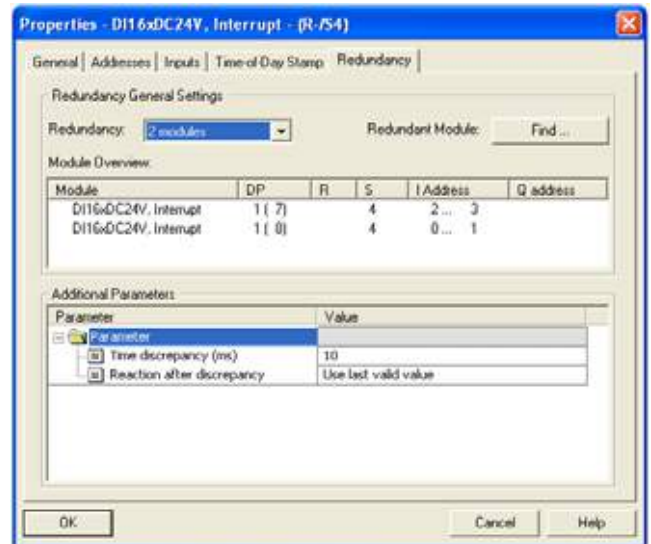 Properties - DI16xDC24V, Interrupt - (R-/S4)
General Addresses Inputs Time-of-Day Stamp Redundancy
Redundancy General Settings
Redundancy: 2 modules Redundant Module: Find ...
Module Overview:
Module DP R S I Address Q address
DI16xDC24V, Interrupt 1 ( 7) 4 2 ... 3
DI16xDC24V, Interrupt 1 ( 8) 4 0 ... 1
Additional Parameters
Parameter Value
Parameter
Time discrepancy (ms) 10
Reaction after discrepancy Use last valid value
OK Cancel Help